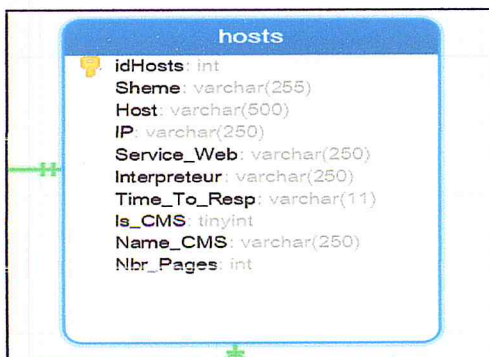 hosts
idHosts: int
Sheme: varchar(255)
Host: varchar(500)
IP: varchar(250)
Service_Web: varchar(250)
Interpreteur: varchar(250)
Time_To_Resp: varchar(11)
Is_CMS: tinyint
Name_CMS: varchar(250)
Nbr_Pages: int